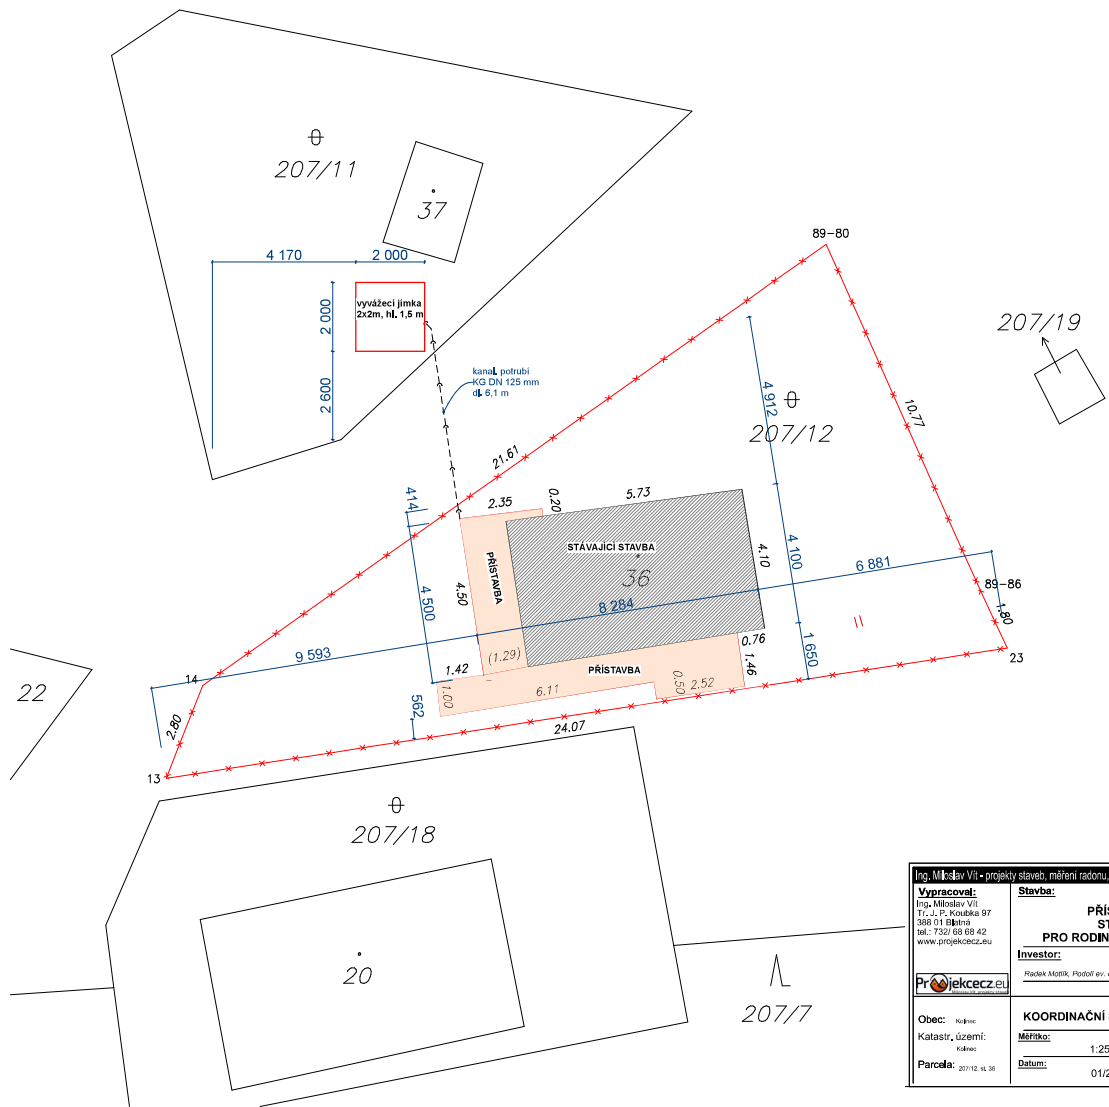 207/11
37
4 170
2 000
vyvážecí jímka
2x2m, hl. 1,5 m
2 000
2 600
kanal. potrubí
KG DN 125 mm
dl. 6,1 m
89-80
207/19
4 912
207/12
10.77
21.61
414
2.35
0.20
5.73
STÁVAJÍCÍ STAVBA
36
PŘÍSTAVBA
4.50
4 500
4.10
4 100
6 881
89-86
1.80
8 284
9 593
1.42
(1.29)
PŘÍSTAVBA
0.76
1.46
1 650
23
14
22
2.80
13
1.00
6.11
0.50
2.52
562
24.07
207/18
20
207/7
Ing. Miloslav Vít - projekty staveb, měření radonu,
Vypracoval:
Ing. Miloslav Vít
Tr. J. P. Koubka 97
388 01 Blatná
tel.: 732/ 68 68 42
www.projekcecz.eu
Projekcecz.eu
Stavba:
PŘÍS
ST
PRO RODIN
Investor:
Radek Motlík, Podolí ev.
Obec: Kolinec
Katastr. území:
Kolinec
Parcela: 207/12, st. 36
KOORDINAČNÍ
Měřítko:
1:25
Datum:
01/2